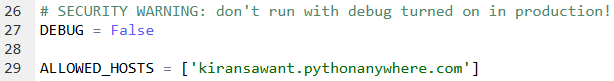 26 # SECURITY WARNING: don't run with debug turned on in production!
27 DEBUG = False
28
29 ALLOWED_HOSTS = ['kiransawant.pythonanywhere.com']